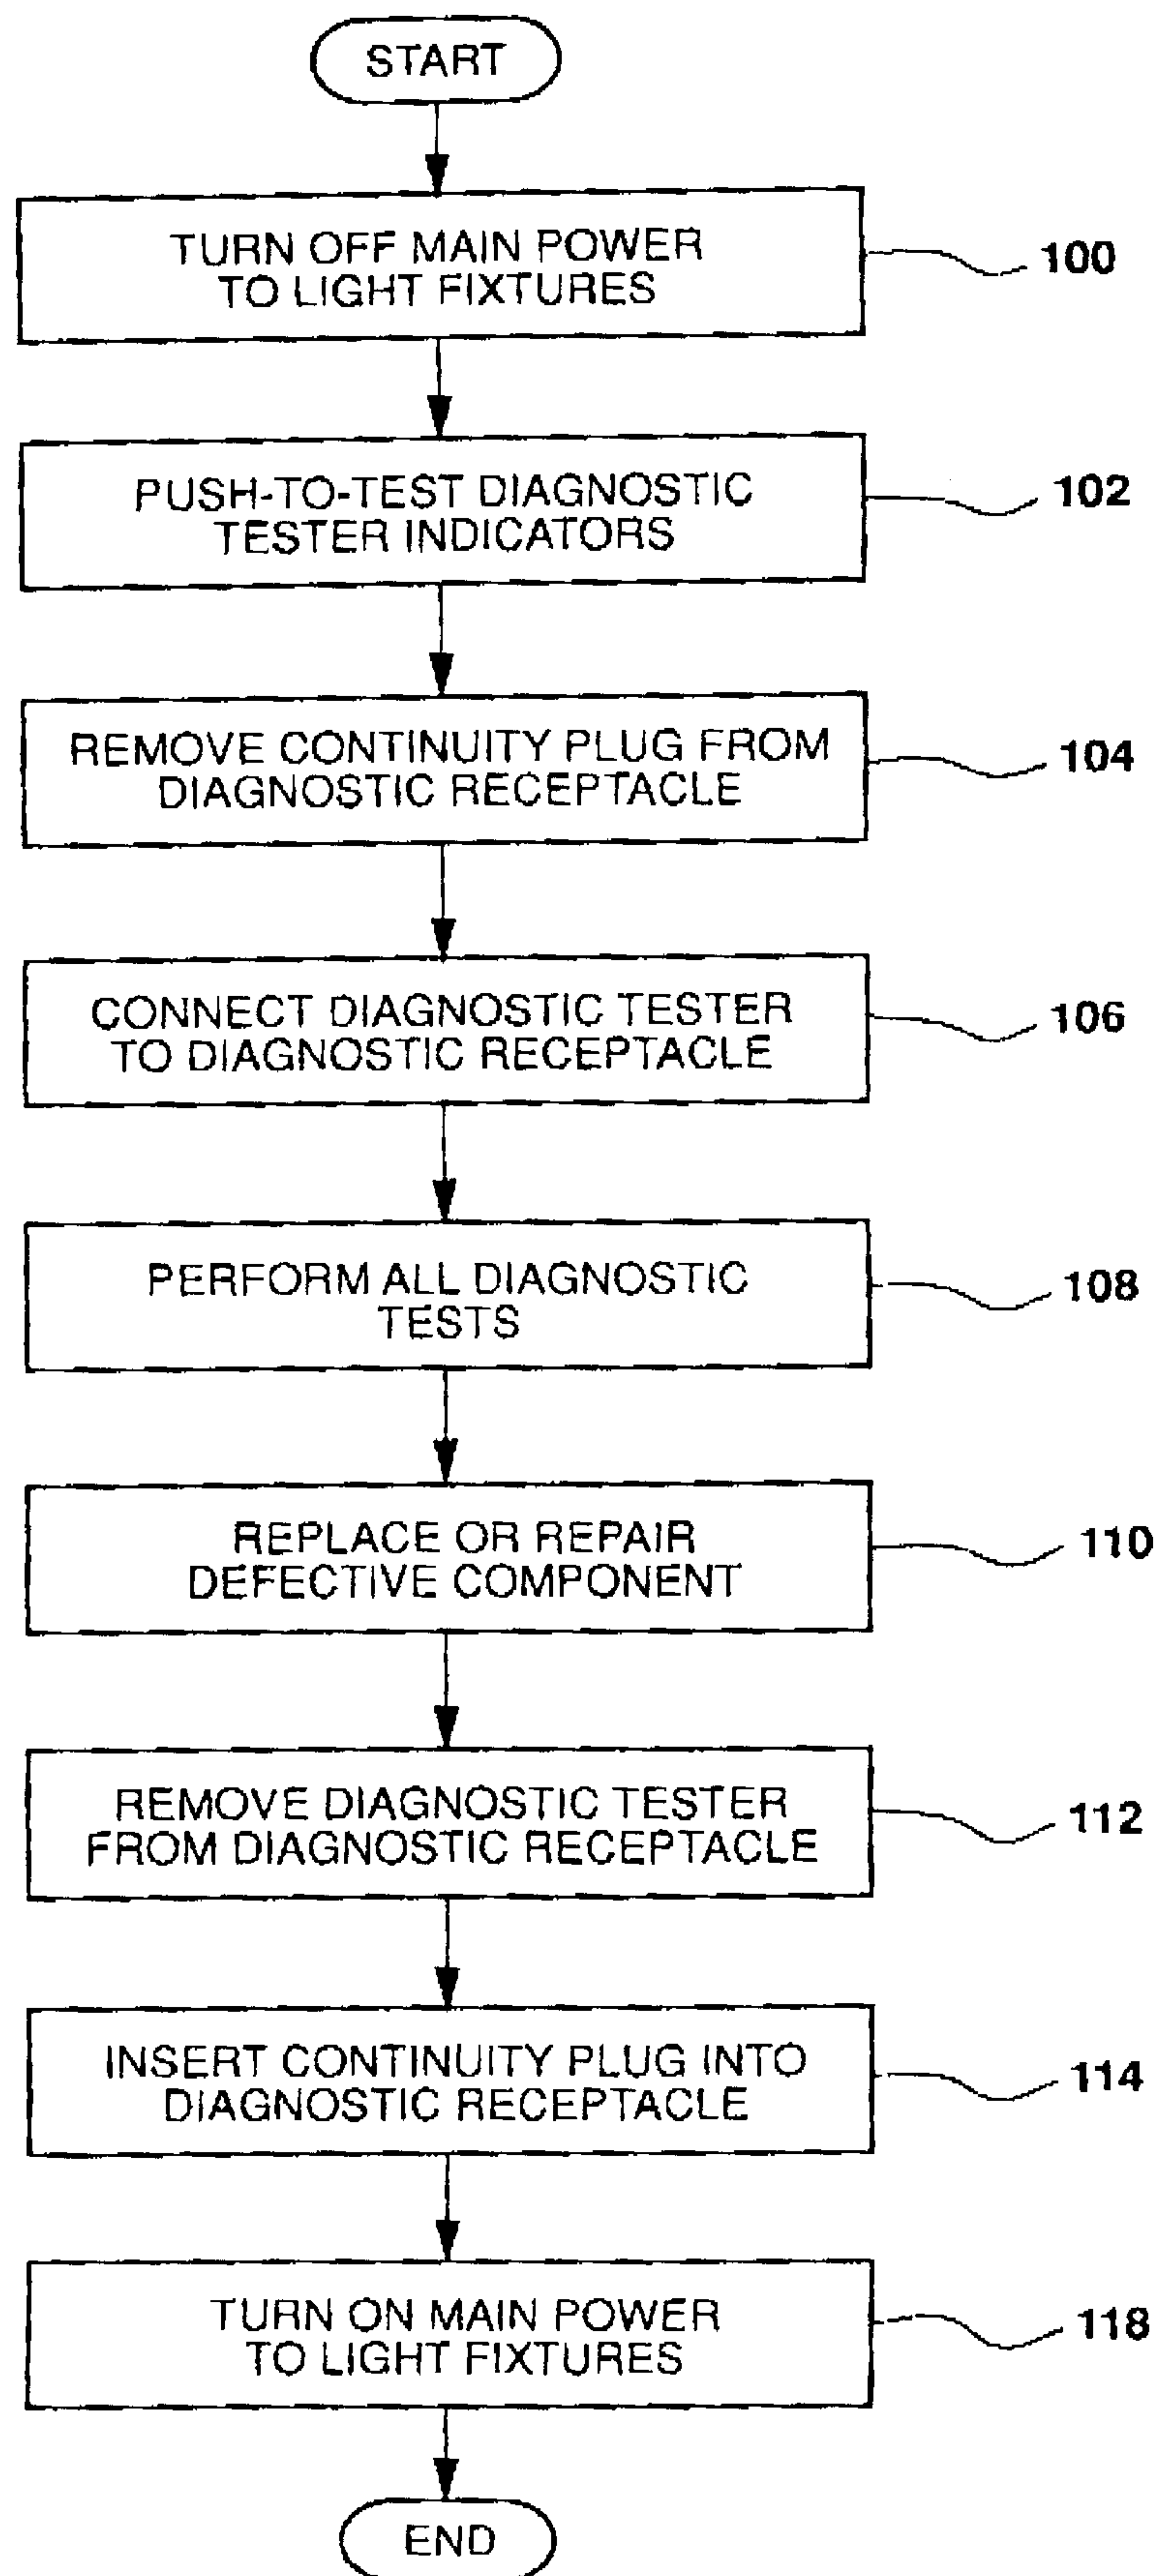 START
TURN OFF MAIN POWER
TO LIGHT FIXTURES
100
PUSH-TO-TEST DIAGNOSTIC
TESTER INDICATORS
102
REMOVE CONTINUITY PLUG FROM
DIAGNOSTIC RECEPTACLE
104
CONNECT DIAGNOSTIC TESTER
TO DIAGNOSTIC RECEPTACLE
106
PERFORM ALL DIAGNOSTIC
TESTS
108
REPLACE OR REPAIR
DEFECTIVE COMPONENT
110
REMOVE DIAGNOSTIC TESTER
FROM DIAGNOSTIC RECEPTACLE
112
INSERT CONTINUITY PLUG INTO
DIAGNOSTIC RECEPTACLE
114
TURN ON MAIN POWER
TO LIGHT FIXTURES
118
END